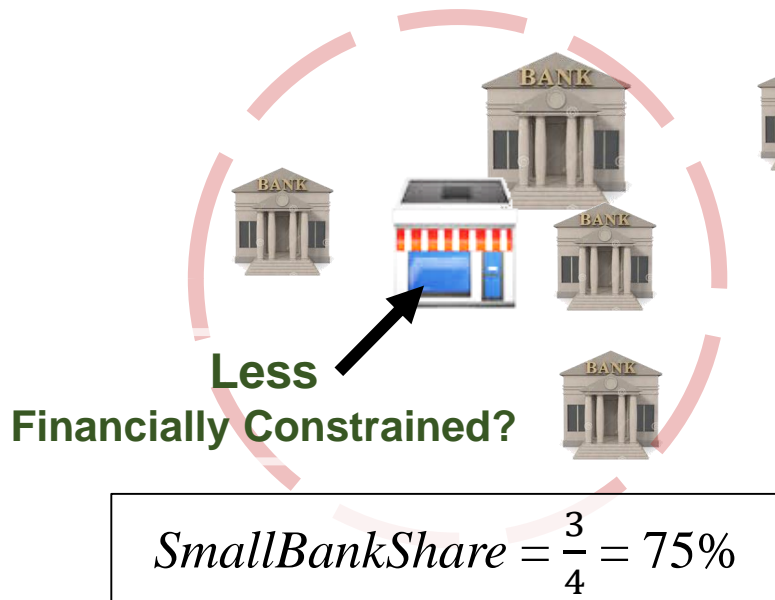 BANK
BANK
BANK
BANK
Less
Financially Constrained?
SmallBankShare = 3/4 = 75%